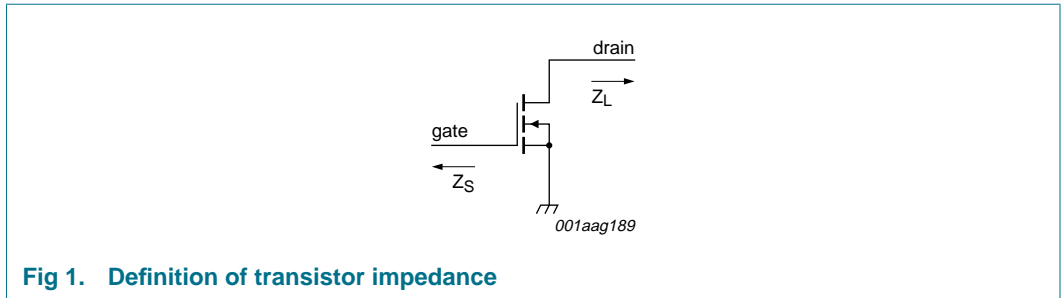 drain
Z_L
gate
Z_S
001aag189
Fig 1. Definition of transistor impedance